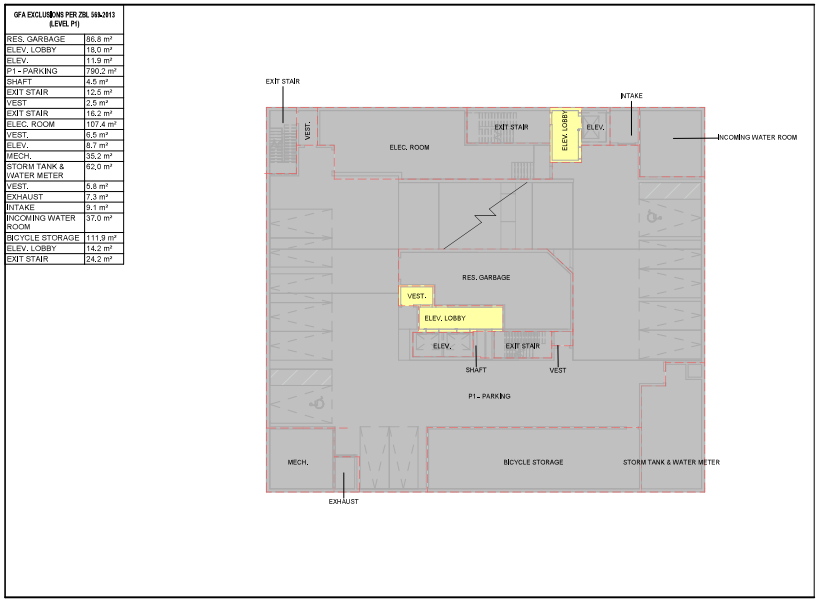 GFA EXCLUSIONS PER ZBL 569-2013
(LEVEL P1)
RES. GARBAGE 86.8 m²
ELEV. LOBBY 18.0 m²
ELEV. 11.9 m²
P1 - PARKING 790.2 m²
SHAFT 4.5 m²
EXIT STAIR 12.5 m²
VEST 2.5 m²
EXIT STAIR 16.2 m²
ELEC. ROOM 107.4 m²
VEST. 6.5 m²
ELEV. 8.7 m²
MECH. 35.2 m²
STORM TANK & 62.0 m²
WATER METER
VEST. 5.8 m²
EXHAUST 7.3 m²
INTAKE 9.1 m²
INCOMING WATER 37.0 m²
ROOM
BICYCLE STORAGE 111.9 m²
ELEV. LOBBY 14.2 m²
EXIT STAIR 24.2 m²
EXIT STAIR
INTAKE
VEST.
ELEC. ROOM
EXIT STAIR
ELEV. LOBBY
ELEV.
INCOMING WATER ROOM
RES. GARBAGE
VEST.
ELEV. LOBBY
ELEV.
EXIT STAIR
SHAFT
VEST
P1 - PARKING
MECH.
BICYCLE STORAGE
STORM TANK & WATER METER
EXHAUST